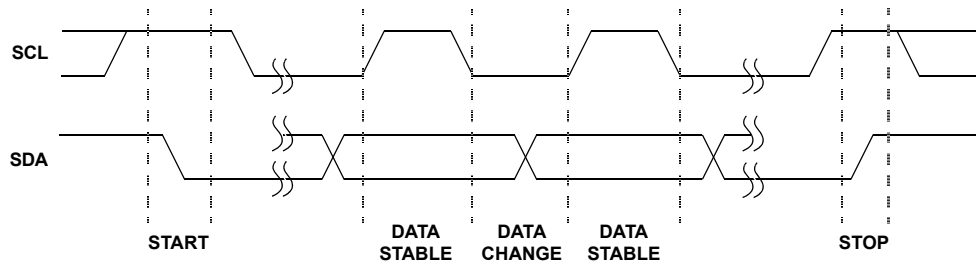 SCL
SDA
START
DATA
STABLE
DATA
CHANGE
DATA
STABLE
STOP